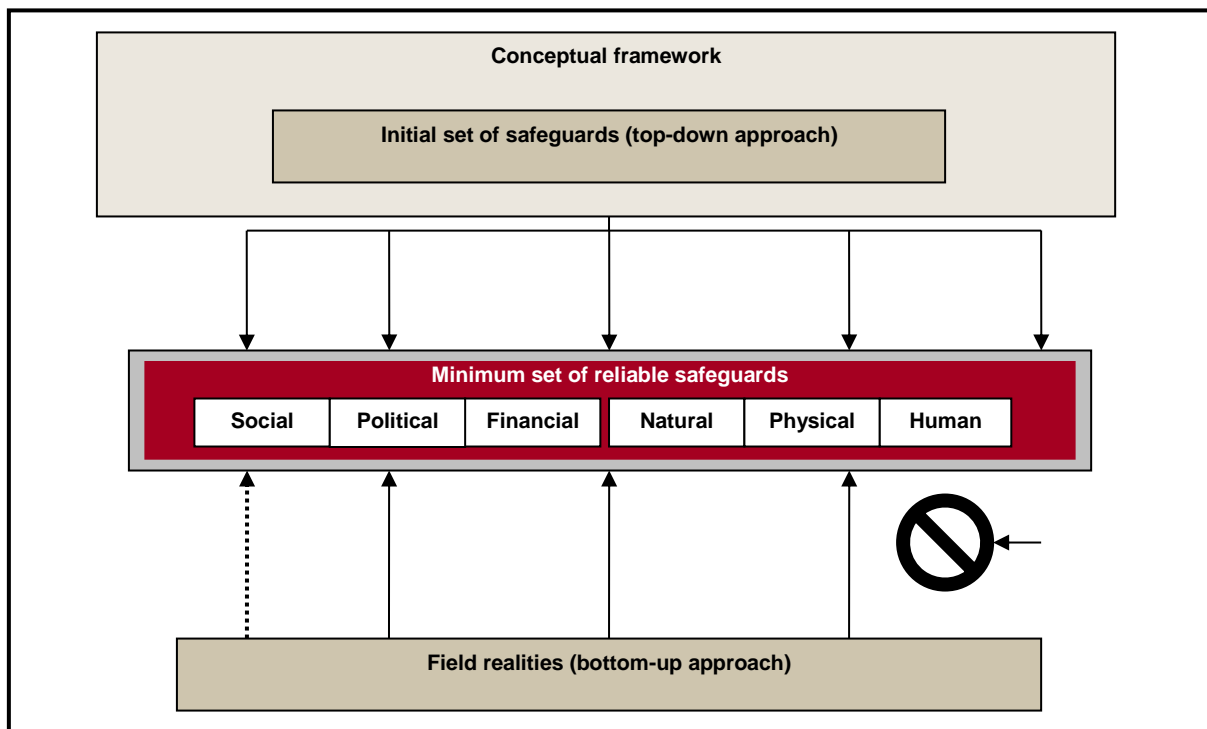 Conceptual framework
Initial set of safeguards (top-down approach)
Minimum set of reliable safeguards
Social Political Financial Natural Physical Human
Field realities (bottom-up approach)